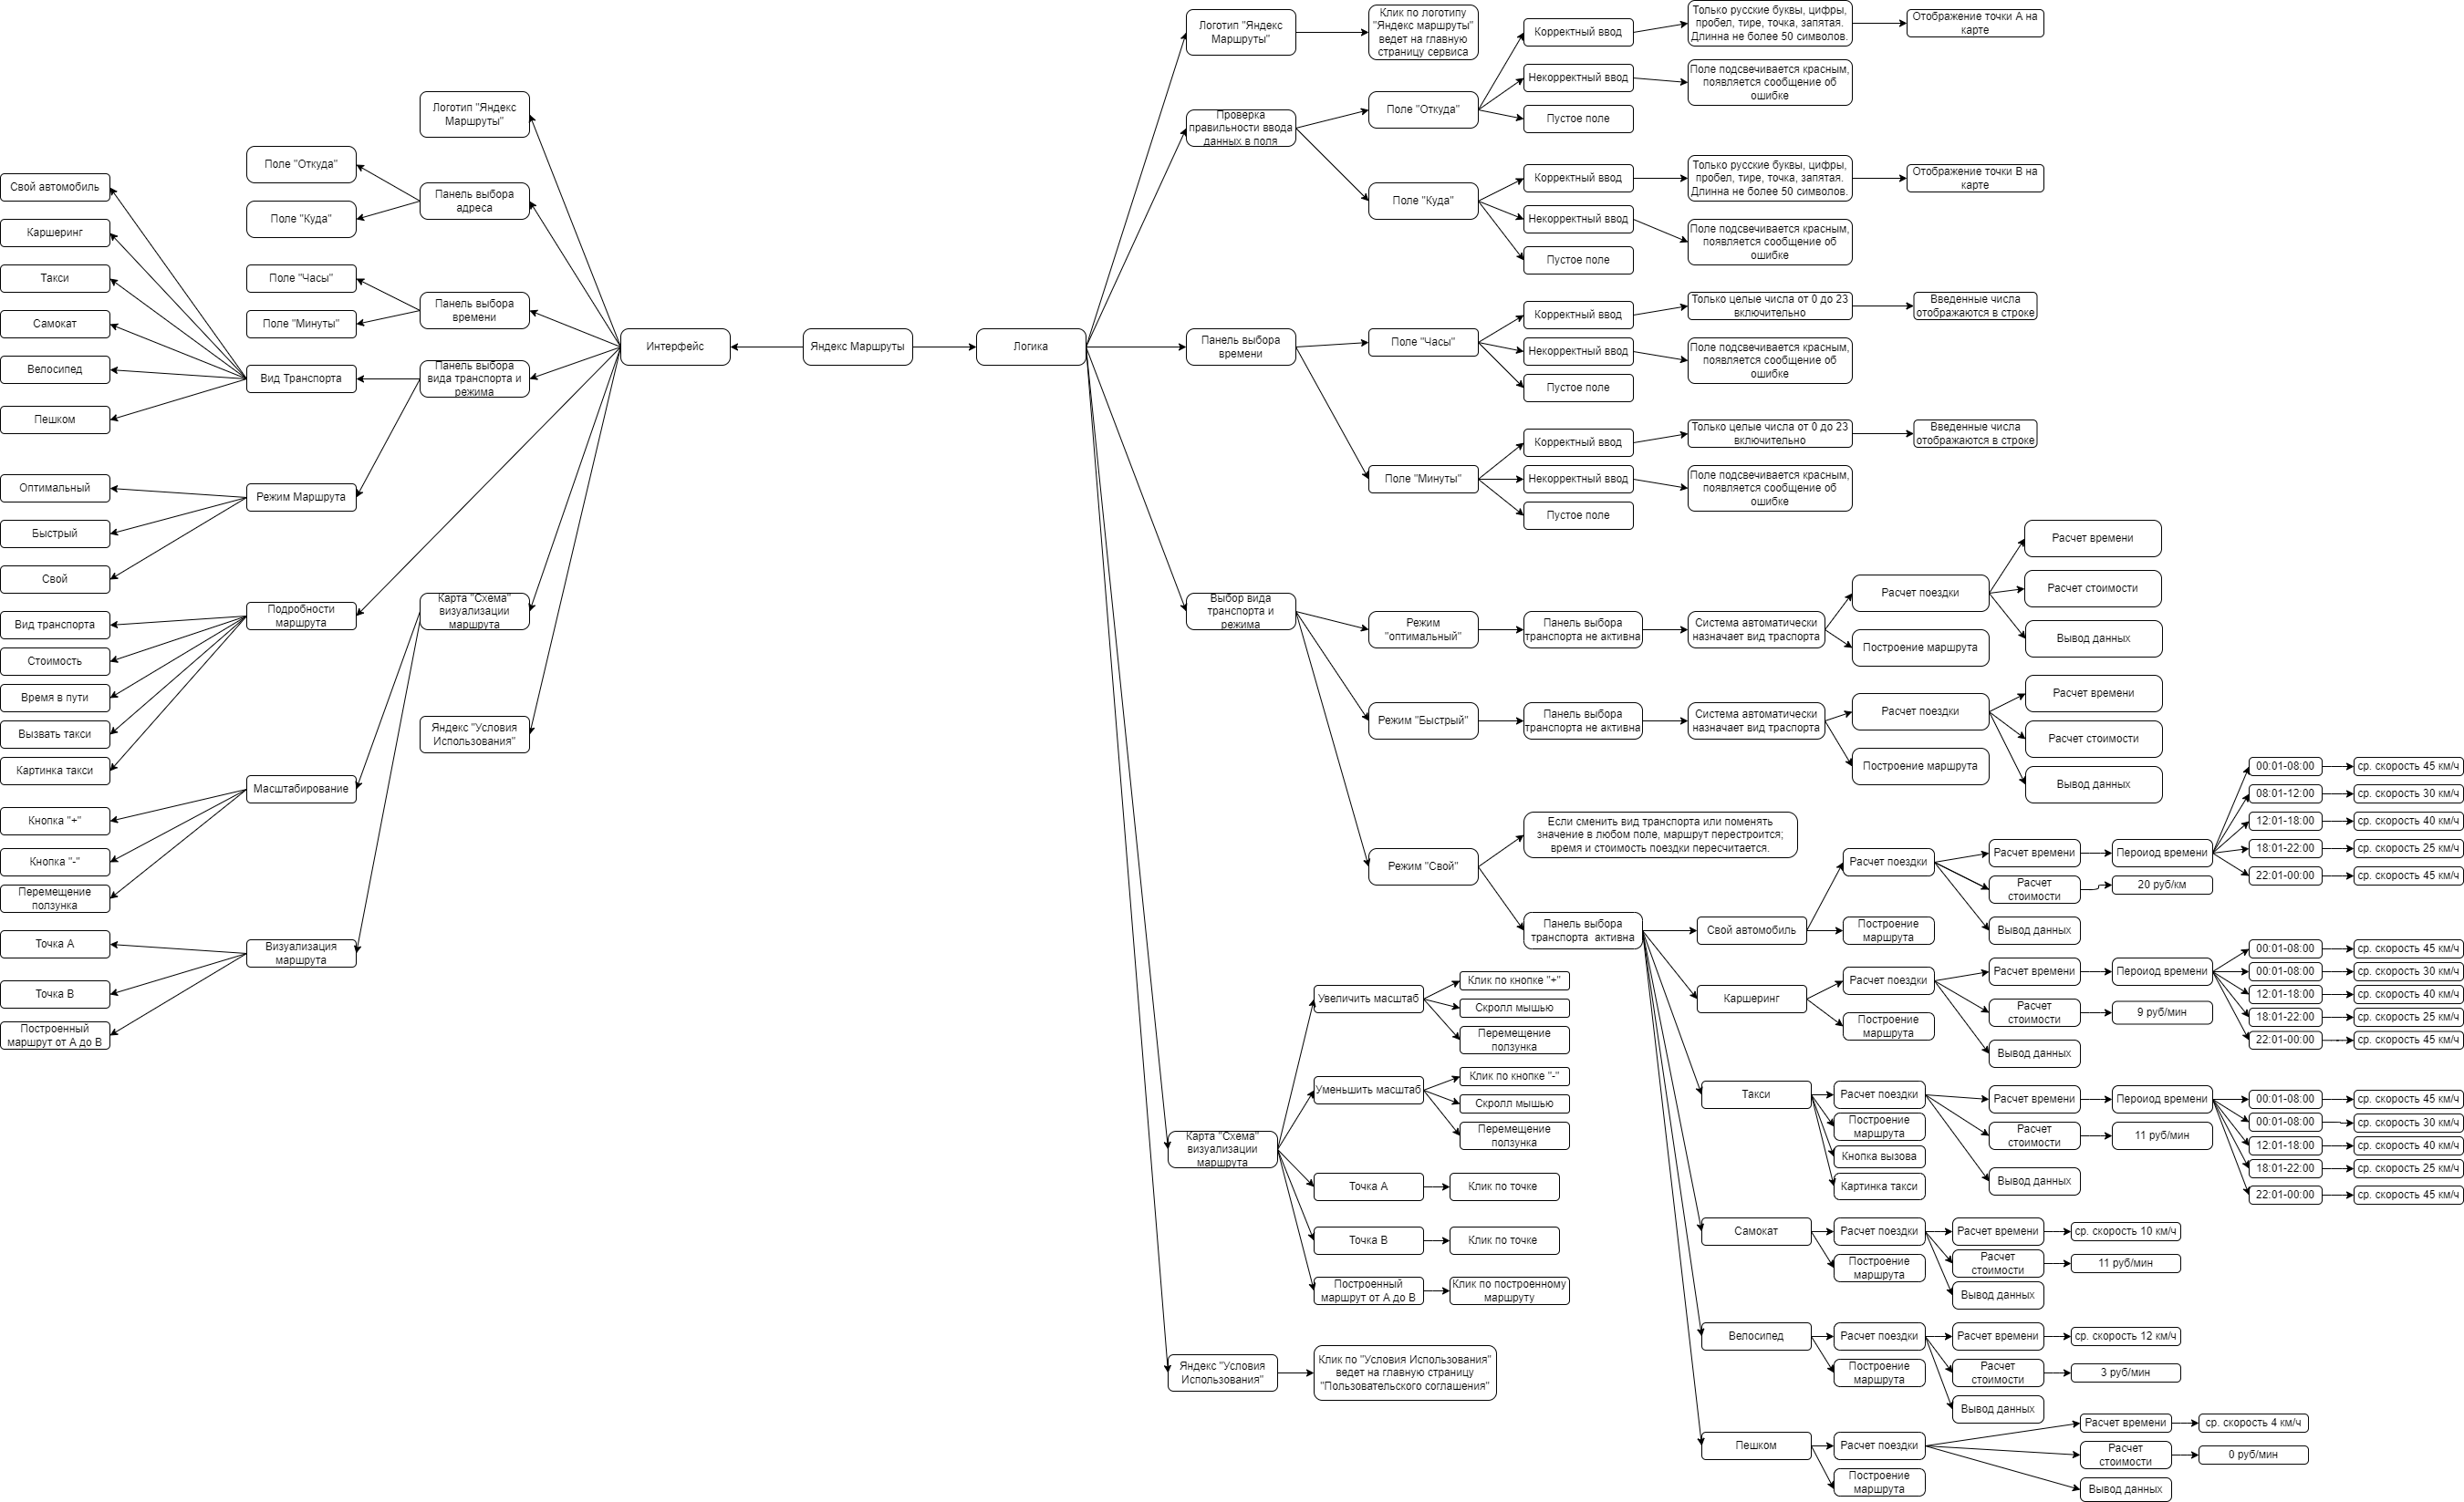 Яндекс Маршруты
Интерфейс
Логотип "Яндекс
Маршруты"
Панель выбора
адреса
Поле "Откуда"
Поле "Куда"
Панель выбора
времени
Поле "Часы"
Поле "Минуты"
Панель выбора
вида транспорта и
режима
Вид Транспорта
Свой автомобиль
Каршеринг
Такси
Самокат
Велосипед
Пешком
Режим Маршрута
Оптимальный
Быстрый
Свой
Подробности
маршрута
Вид транспорта
Стоимость
Время в пути
Вызвать такси
Картинка такси
Карта "Схема"
визуализации
маршрута
Масштабирование
Кнопка "+"
Кнопка "-"
Перемещение
ползунка
Визуализация
маршрута
Точка А
Точка В
Построенный
маршрут от А до В
Яндекс "Условия
Использования"
Логика
Логотип "Яндекс
Маршруты"
Клик по логотипу
"Яндекс маршруты"
ведет на главную
страницу сервиса
Проверка
правильности ввода
данных в поля
Поле "Откуда"
Корректный ввод
Только русские буквы, цифры,
пробел, тире, точка, запятая.
Длинна не более 50 символов.
Отображение точки А на
карте
Некорректный ввод
Поле подсвечивается красным,
появляется сообщение об
ошибке
Пустое поле
Поле "Куда"
Корректный ввод
Только русские буквы, цифры,
пробел, тире, точка, запятая.
Длинна не более 50 символов.
Отображение точки В на
карте
Некорректный ввод
Поле подсвечивается красным,
появляется сообщение об
ошибке
Пустое поле
Панель выбора
времени
Поле "Часы"
Корректный ввод
Только целые числа от 0 до 23
включительно
Введенные числа
отображаются в строке
Некорректный ввод
Поле подсвечивается красным,
появляется сообщение об
ошибке
Пустое поле
Поле "Минуты"
Корректный ввод
Только целые числа от 0 до 23
включительно
Введенные числа
отображаются в строке
Некорректный ввод
Поле подсвечивается красным,
появляется сообщение об
ошибке
Пустое поле
Выбор вида
транспорта и
режима
Режим
"оптимальный"
Панель выбора
транспорта не активна
Система автоматически
назначает вид траспорта
Расчет поездки
Расчет времени
Расчет стоимости
Вывод данных
Построение маршрута
Режим "Быстрый"
Панель выбора
транспорта не активна
Система автоматически
назначает вид траспорта
Расчет поездки
Расчет времени
Расчет стоимости
Вывод данных
Построение маршрута
Режим "Свой"
Если сменить вид транспорта или поменять
значение в любом поле, маршрут перестроится;
время и стоимость поездки пересчитается.
Панель выбора
транспорта  активна
Свой автомобиль
Расчет поездки
Расчет времени
Пероиод времени
00:01-08:00
ср. скорость 45 км/ч
08:01-12:00
ср. скорость 30 км/ч
12:01-18:00
ср. скорость 40 км/ч
18:01-22:00
ср. скорость 25 км/ч
22:01-00:00
ср. скорость 45 км/ч
Расчет
стоимости
20 руб/км
Вывод данных
Построение
маршрута
Каршеринг
Расчет поездки
Расчет времени
Пероиод времени
00:01-08:00
ср. скорость 45 км/ч
00:01-08:00
ср. скорость 30 км/ч
12:01-18:00
ср. скорость 40 км/ч
18:01-22:00
ср. скорость 25 км/ч
22:01-00:00
ср. скорость 45 км/ч
Расчет
стоимости
9 руб/мин
Вывод данных
Построение
маршрута
Такси
Расчет поездки
Расчет времени
Пероиод времени
00:01-08:00
ср. скорость 45 км/ч
00:01-08:00
ср. скорость 30 км/ч
12:01-18:00
ср. скорость 40 км/ч
18:01-22:00
ср. скорость 25 км/ч
22:01-00:00
ср. скорость 45 км/ч
Расчет
стоимости
11 руб/мин
Вывод данных
Построение
маршрута
Кнопка вызова
Картинка такси
Самокат
Расчет поездки
Расчет времени
ср. скорость 10 км/ч
Расчет
стоимости
11 руб/мин
Вывод данных
Построение
маршрута
Велосипед
Расчет поездки
Расчет времени
ср. скорость 12 км/ч
Расчет
стоимости
3 руб/мин
Вывод данных
Построение
маршрута
Пешком
Расчет поездки
Расчет времени
ср. скорость 4 км/ч
Расчет
стоимости
0 руб/мин
Вывод данных
Построение
маршрута
Карта "Схема"
визуализации
маршрута
Увеличить масштаб
Клик по кнопке "+"
Скролл мышью
Перемещение
ползунка
Уменьшить масштаб
Клик по кнопке "-"
Скролл мышью
Перемещение
ползунка
Точка А
Клик по точке
Точка В
Клик по точке
Построенный
маршрут от А до В
Клик по построенному
маршруту
Яндекс "Условия
Использования"
Клик по "Условия Использования"
ведет на главную страницу
"Пользовательского соглашения"